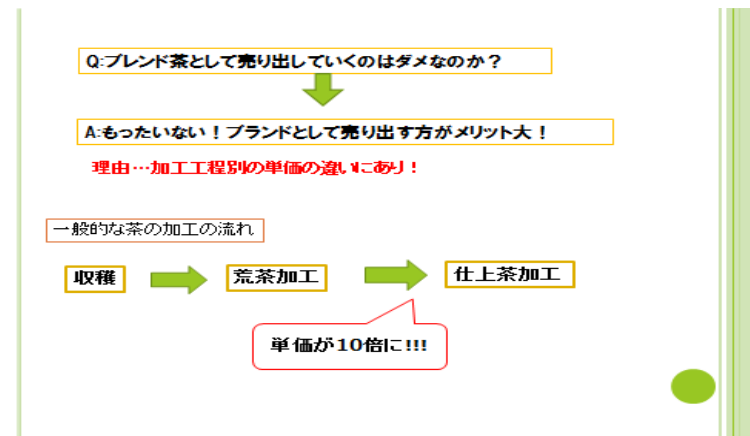 Q:ブレンド茶として売り出していくのはダメなのか？
A:もったいない！ブランドとして売り出す方がメリット大！
理由…加工工程別の単価の違いにあり！
一般的な茶の加工の流れ
収穫
荒茶加工
仕上茶加工
単価が10倍に!!!